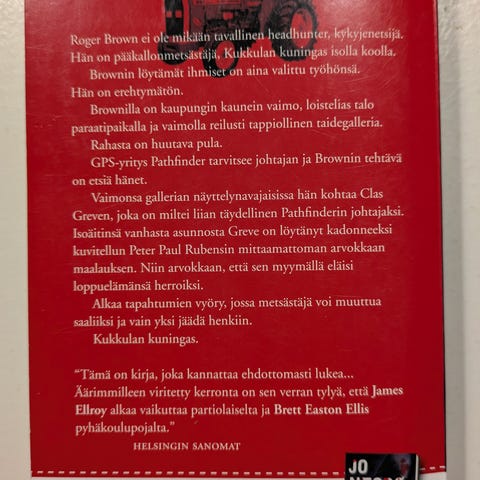 Roger Brown ei ole mikään tavallinen headhunter, kykyjenetsijä.
Hän on pääkallonmetsästäjä, Kukkulan kuningas isolla koolla.
Brownin löytämät ihmiset on aina valittu työhönsä.
Hän on erehtymätön.
Brownilla on kaupungin kaunein vaimo, loistelias talo
paraatipaikalla ja vaimolla reilusti tappiollinen taidegalleria.
Rahasta on huutava pula.
GPS-yritys Pathfinder tarvitsee johtajan ja Brownin tehtävä
on etsiä hänet.
Vaimonsa gallerian näyttelynavajaisissa hän kohtaa Clas
Greven, joka on miltei liian täydellinen Pathfinderin johtajaksi.
Isoäitinsä vanhasta asunnosta Greve on löytänyt kadonneeksi
kuvitellun Peter Paul Rubensin mittaamattoman arvokkaan
maalauksen. Niin arvokkaan, että sen myymällä eläisi
loppuelämänsä herroiksi.
Alkaa tapahtumien vyöry, jossa metsästäjä voi muuttua
saaliiksi ja vain yksi jäädä henkiin.
Kukkulan kuningas.
“Tämä on kirja, joka kannattaa ehdottomasti lukea...
Äärimmilleen viritetty kerronta on sen verran tylyä, että James
Ellroy alkaa vaikuttaa partiolaiselta ja Brett Easton Ellis
pyhäkoulupojalta.”
HELSINGIN SANOMAT
JO